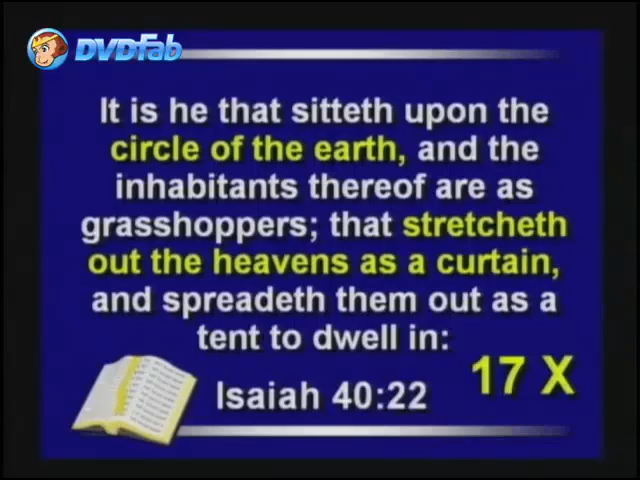 DVDFab
It is he that sitteth upon the
circle of the earth, and the
inhabitants thereof are as
grasshoppers; that stretcheth
out the heavens as a curtain,
and spreadeth them out as a
tent to dwell in:
17 X
Isaiah 40:22